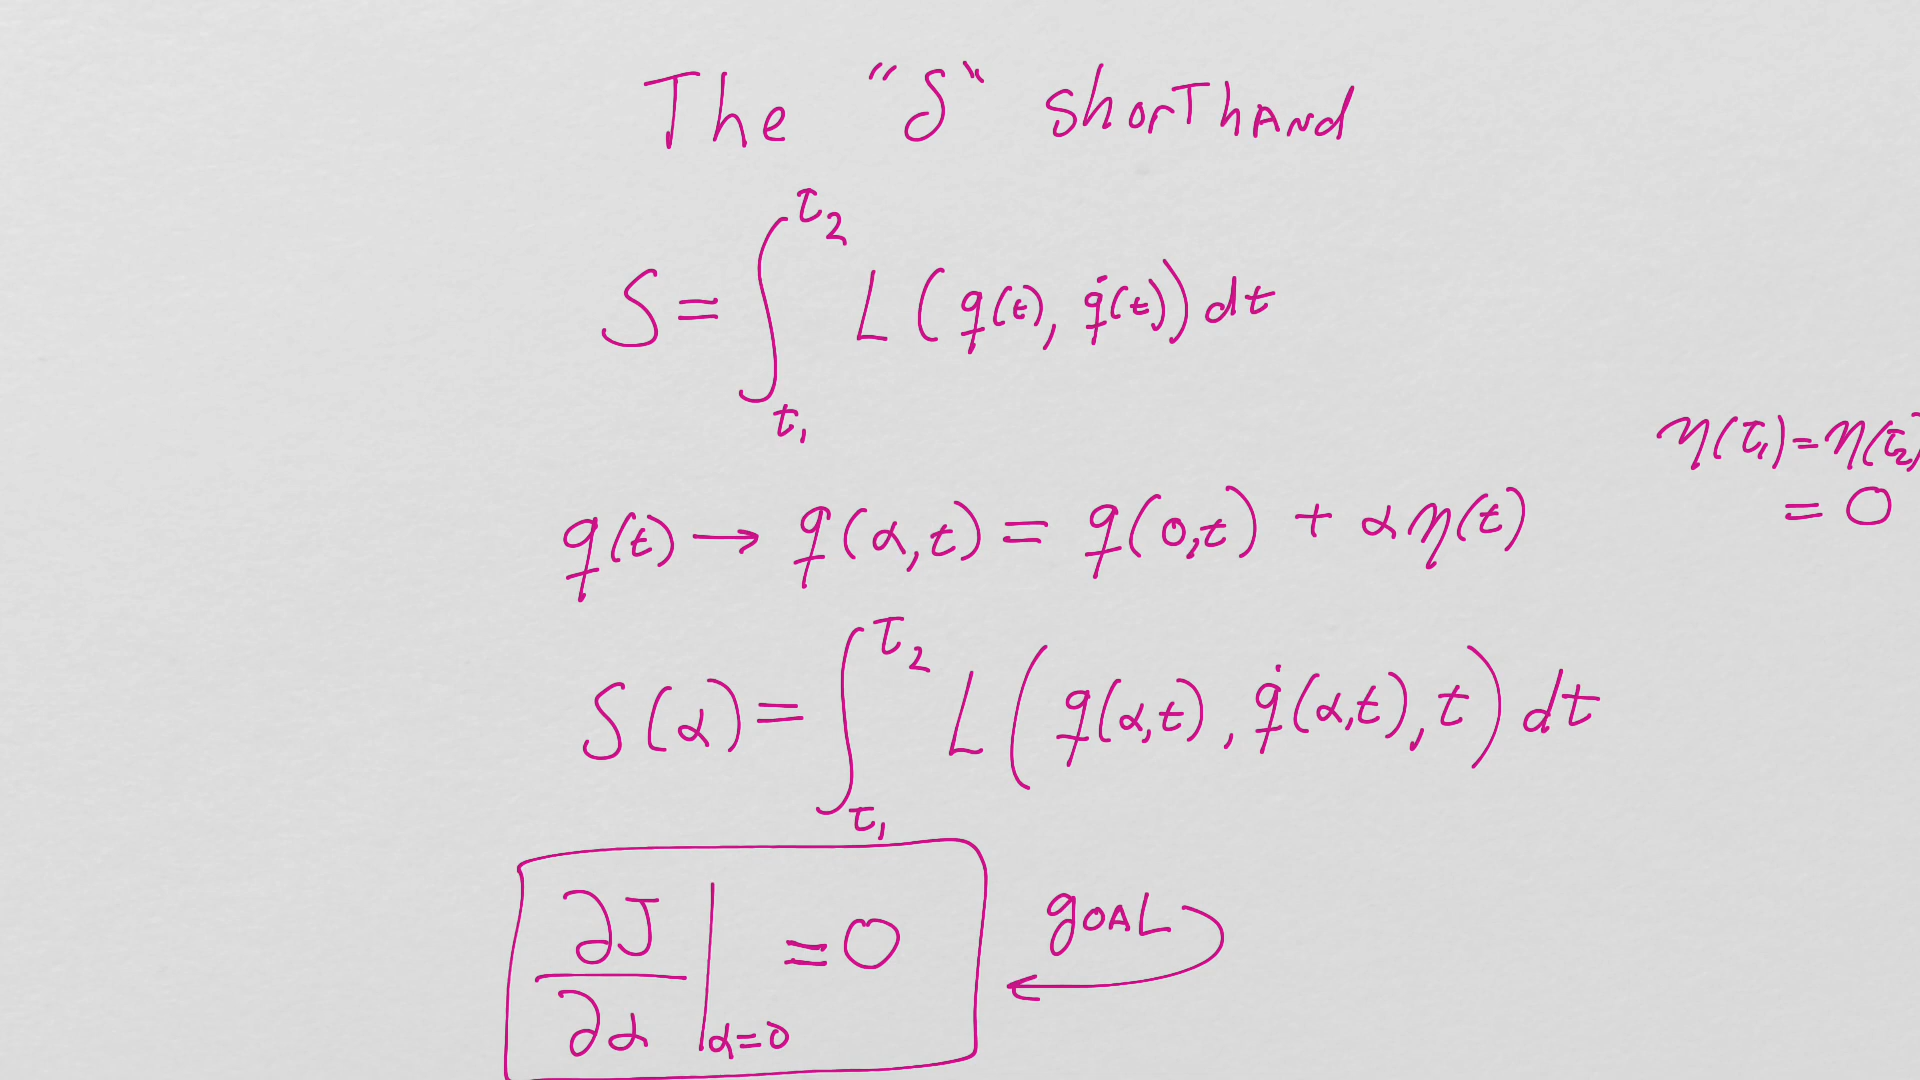 The "δ" shorthand
S = ∫_{t₁}^{t₂} L(q(t), q̇(t)) dt
η(t₁) = η(t₂)
= 0
q(t) → q(α,t) = q(0,t) + αη(t)
S(α) = ∫_{t₁}^{t₂} L(q(α,t), q̇(α,t), t) dt
∂J/∂α |_{α=0} = 0
goal